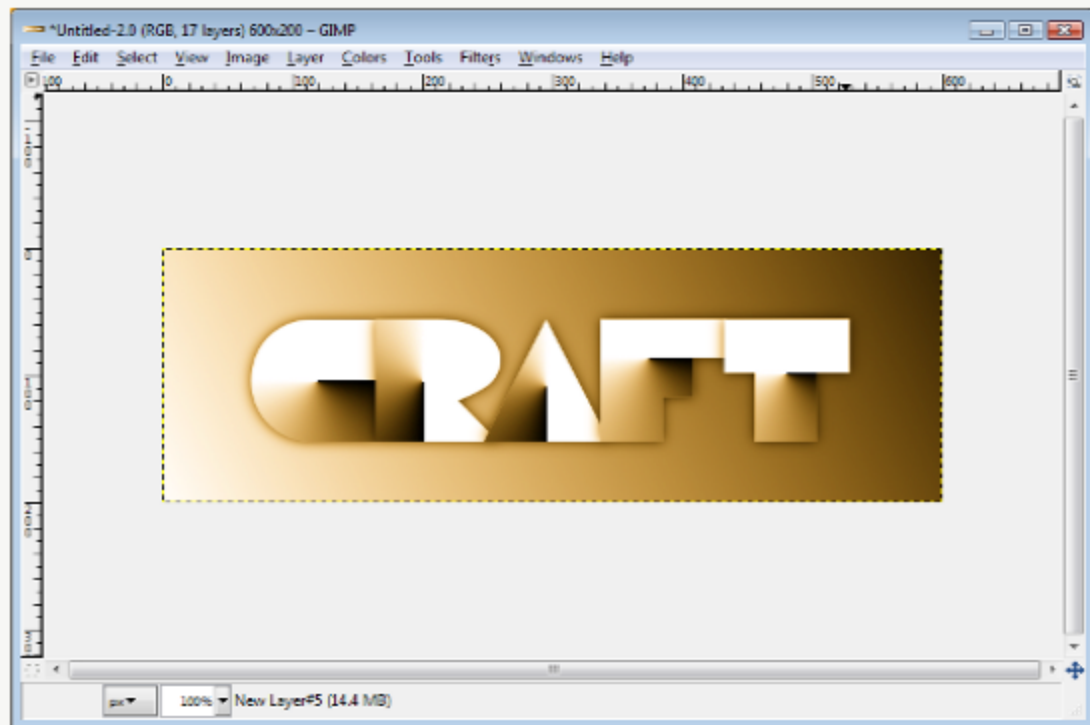 *Untitled-2.0 (RGB, 17 layers) 600x200 – GIMP
File Edit Select View Image Layer Colors Tools Filters Windows Help
100 0 100 200 300 400 500 600
CRAFT
px 100% New Layer#5 (14.4 MB)